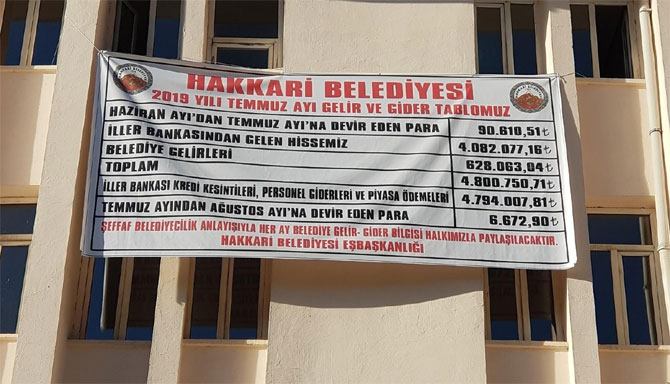 HAKKARİ BELEDİYESİ
2019 YILI TEMMUZ AYI GELİR VE GİDER TABLOMUZ
HAZIRAN AYI'DAN TEMMUZ AYI'NA DEVİR EDEN PARA 90.610,51₺
İLLER BANKASINDAN GELEN HİSSEMİZ 4.082.077,16₺
BELEDİYE GELİRLERİ 628.063,04₺
TOPLAM 4.800.750,71₺
İLLER BANKASI KREDİ KESİNTİLERİ, PERSONEL GİDERLERİ VE PİYASA ÖDEMELERİ 4.794.007,81₺
TEMMUZ AYINDAN AĞUSTOS AYI'NA DEVİR EDEN PARA 6.672,90₺
ŞEFFAF BELEDİYECİLİK ANLAYIŞIYLA HER AY BELEDİYE GELİR- GİDER BİLGİSİ HALKIMIZLA PAYLAŞILACAKTIR.
HAKKARİ BELEDİYESİ EŞBAŞKANLIĞI